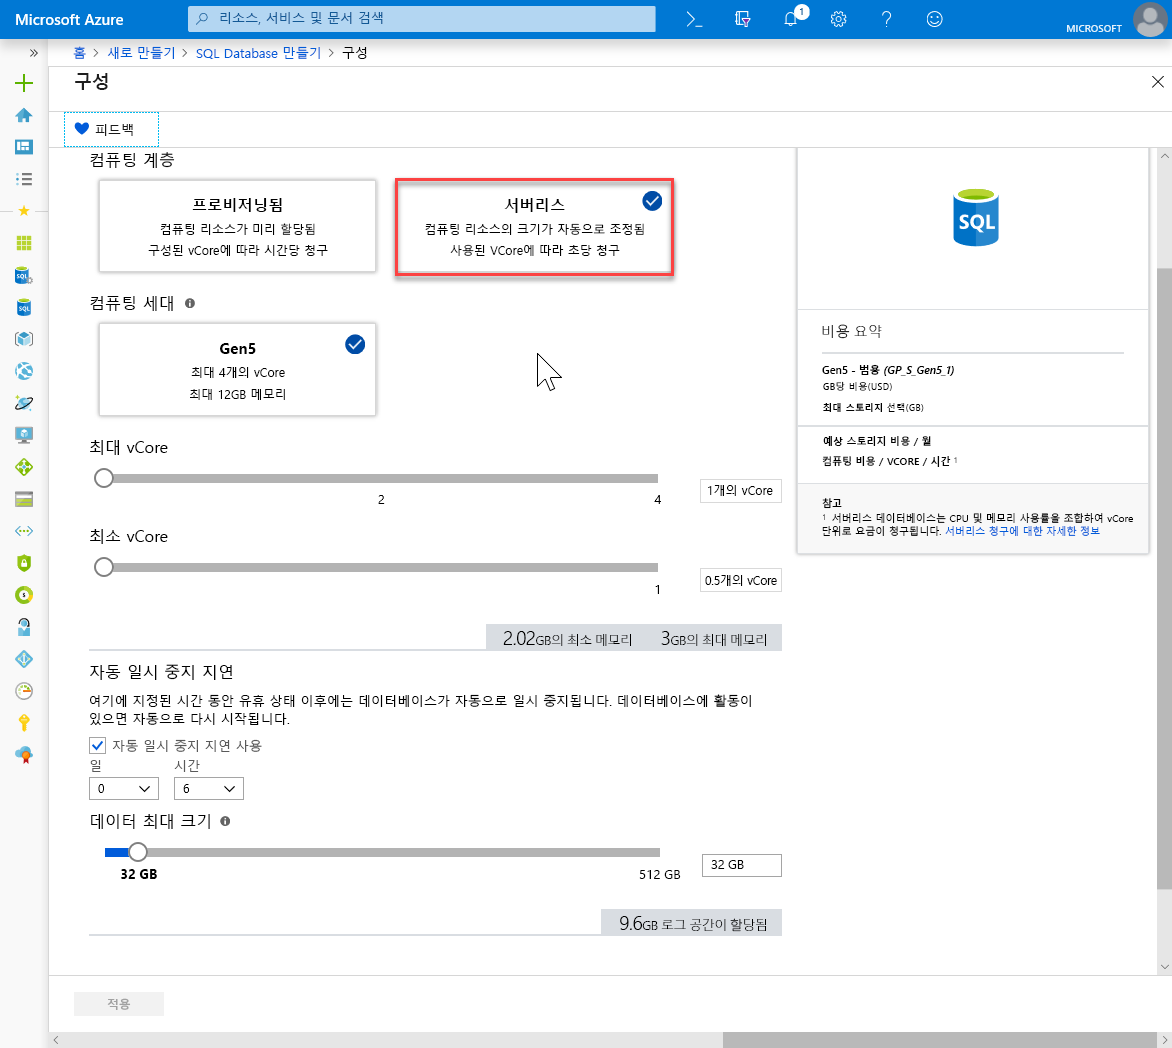 Microsoft Azure
리소스, 서비스 및 문서 검색
1
MICROSOFT
홈 > 새로 만들기 > SQL Database 만들기 > 구성
구성
피드백
컴퓨팅 계층
프로비저닝됨
컴퓨팅 리소스가 미리 할당됨
구성된 vCore에 따라 시간당 청구
서버리스
컴퓨팅 리소스의 크기가 자동으로 조정됨
사용된 VCore에 따라 초당 청구
컴퓨팅 세대
Gen5
최대 4개의 vCore
최대 12GB 메모리
최대 vCore
2
4
1개의 vCore
최소 vCore
1
0.5개의 vCore
2.02GB의 최소 메모리 3GB의 최대 메모리
자동 일시 중지 지연
여기에 지정된 시간 동안 유휴 상태 이후에는 데이터베이스가 자동으로 일시 중지됩니다. 데이터베이스에 활동이
있으면 자동으로 다시 시작됩니다.
자동 일시 중지 지연 사용
일 시간
0 6
데이터 최대 크기
32 GB
512 GB
32 GB
9.6GB 로그 공간이 할당됨
적용
SQL
비용 요약
Gen5 - 범용 (GP_S_Gen5_1)
GB당 비용(USD)
최대 스토리지 선택(GB)
예상 스토리지 비용 / 월
컴퓨팅 비용 / VCORE / 시간 ¹
참고
¹ 서버리스 데이터베이스는 CPU 및 메모리 사용률을 조합하여 vCore
단위로 요금이 청구됩니다. 서버리스 청구에 대한 자세한 정보